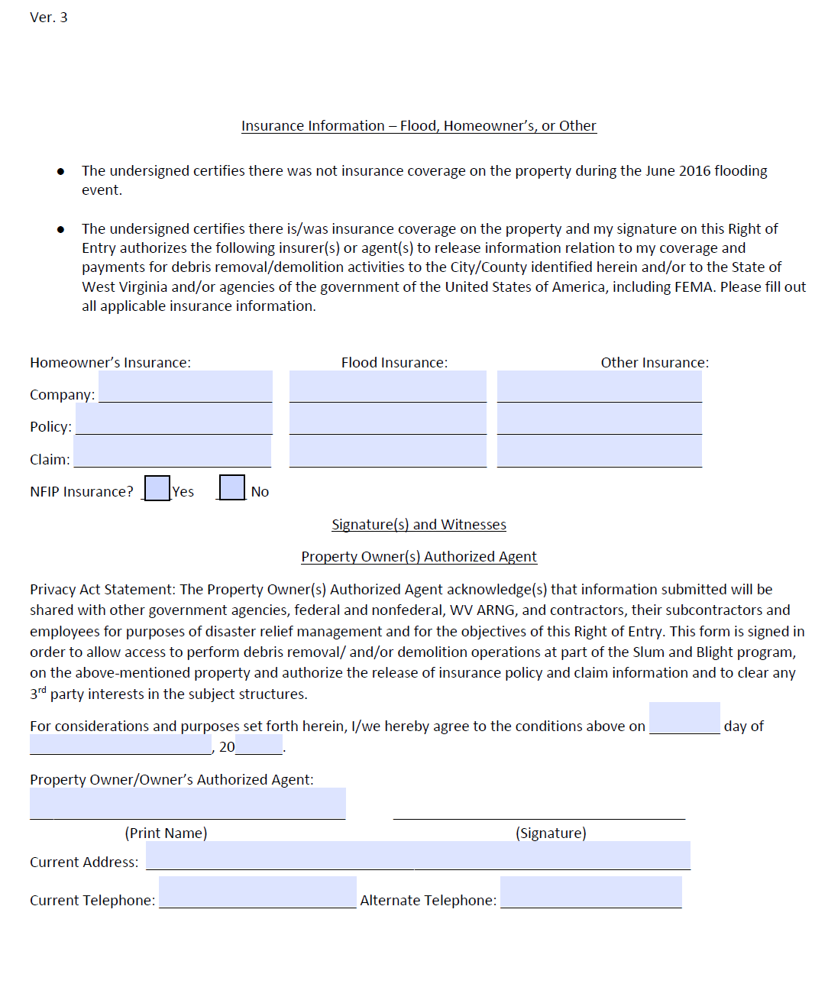 Ver. 3
Insurance Information – Flood, Homeowner's, or Other
● The undersigned certifies there was not insurance coverage on the property during the June 2016 flooding
event.
● The undersigned certifies there is/was insurance coverage on the property and my signature on this Right of
Entry authorizes the following insurer(s) or agent(s) to release information relation to my coverage and
payments for debris removal/demolition activities to the City/County identified herein and/or to the State of
West Virginia and/or agencies of the government of the United States of America, including FEMA. Please fill out
all applicable insurance information.
Homeowner's Insurance: Flood Insurance: Other Insurance:
Company:
Policy:
Claim:
NFIP Insurance? Yes No
Signature(s) and Witnesses
Property Owner(s) Authorized Agent
Privacy Act Statement: The Property Owner(s) Authorized Agent acknowledge(s) that information submitted will be
shared with other government agencies, federal and nonfederal, WV ARNG, and contractors, their subcontractors and
employees for purposes of disaster relief management and for the objectives of this Right of Entry. This form is signed in
order to allow access to perform debris removal/ and/or demolition operations at part of the Slum and Blight program,
on the above-mentioned property and authorize the release of insurance policy and claim information and to clear any
3rd party interests in the subject structures.
For considerations and purposes set forth herein, I/we hereby agree to the conditions above on day of
, 20 .
Property Owner/Owner's Authorized Agent:
(Print Name) (Signature)
Current Address:
Current Telephone: Alternate Telephone: